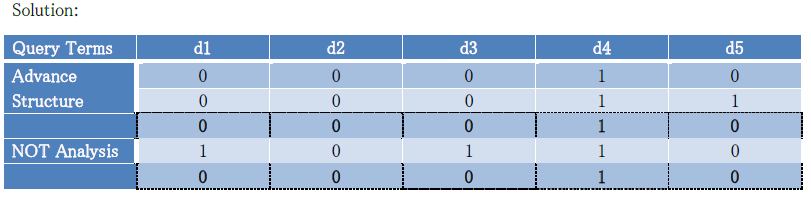 Solution:
Query Terms d1 d2 d3 d4 d5
Advance 0 0 0 1 0
Structure 0 0 0 1 1
0 0 0 1 0
NOT Analysis 1 0 1 1 0
0 0 0 1 0